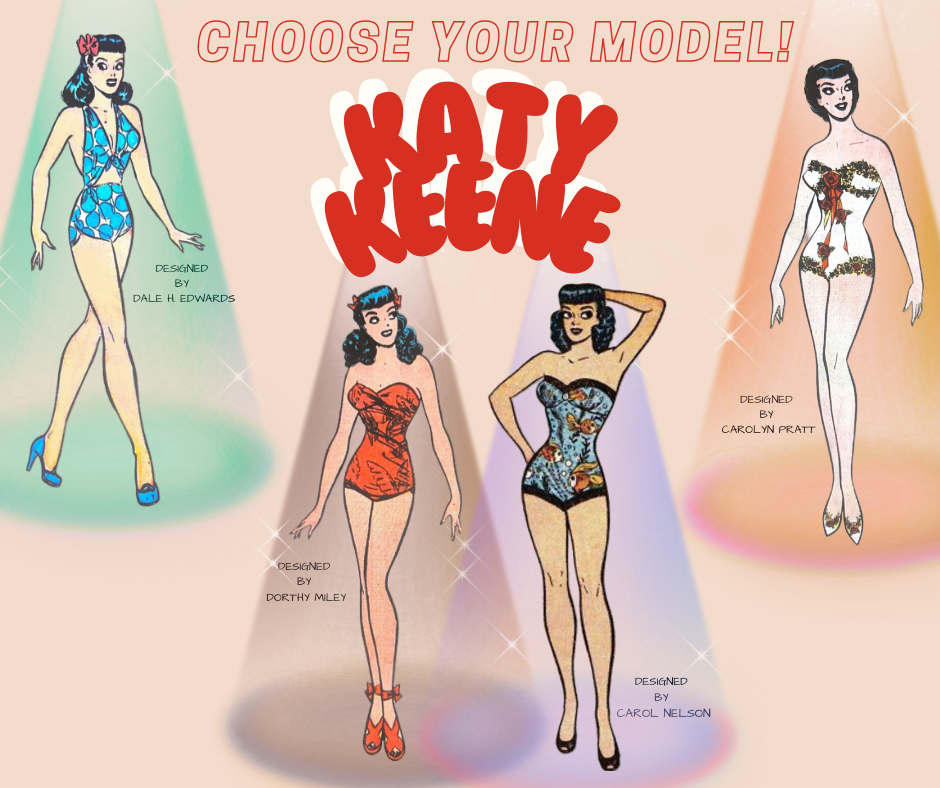 CHOOSE YOUR MODEL!
KATY
KEENE
DESIGNED
BY
DALE H. EDWARDS
DESIGNED
BY
CAROLYN PRATT
DESIGNED
BY
DORTHY MILEY
DESIGNED
BY
CAROL NELSON